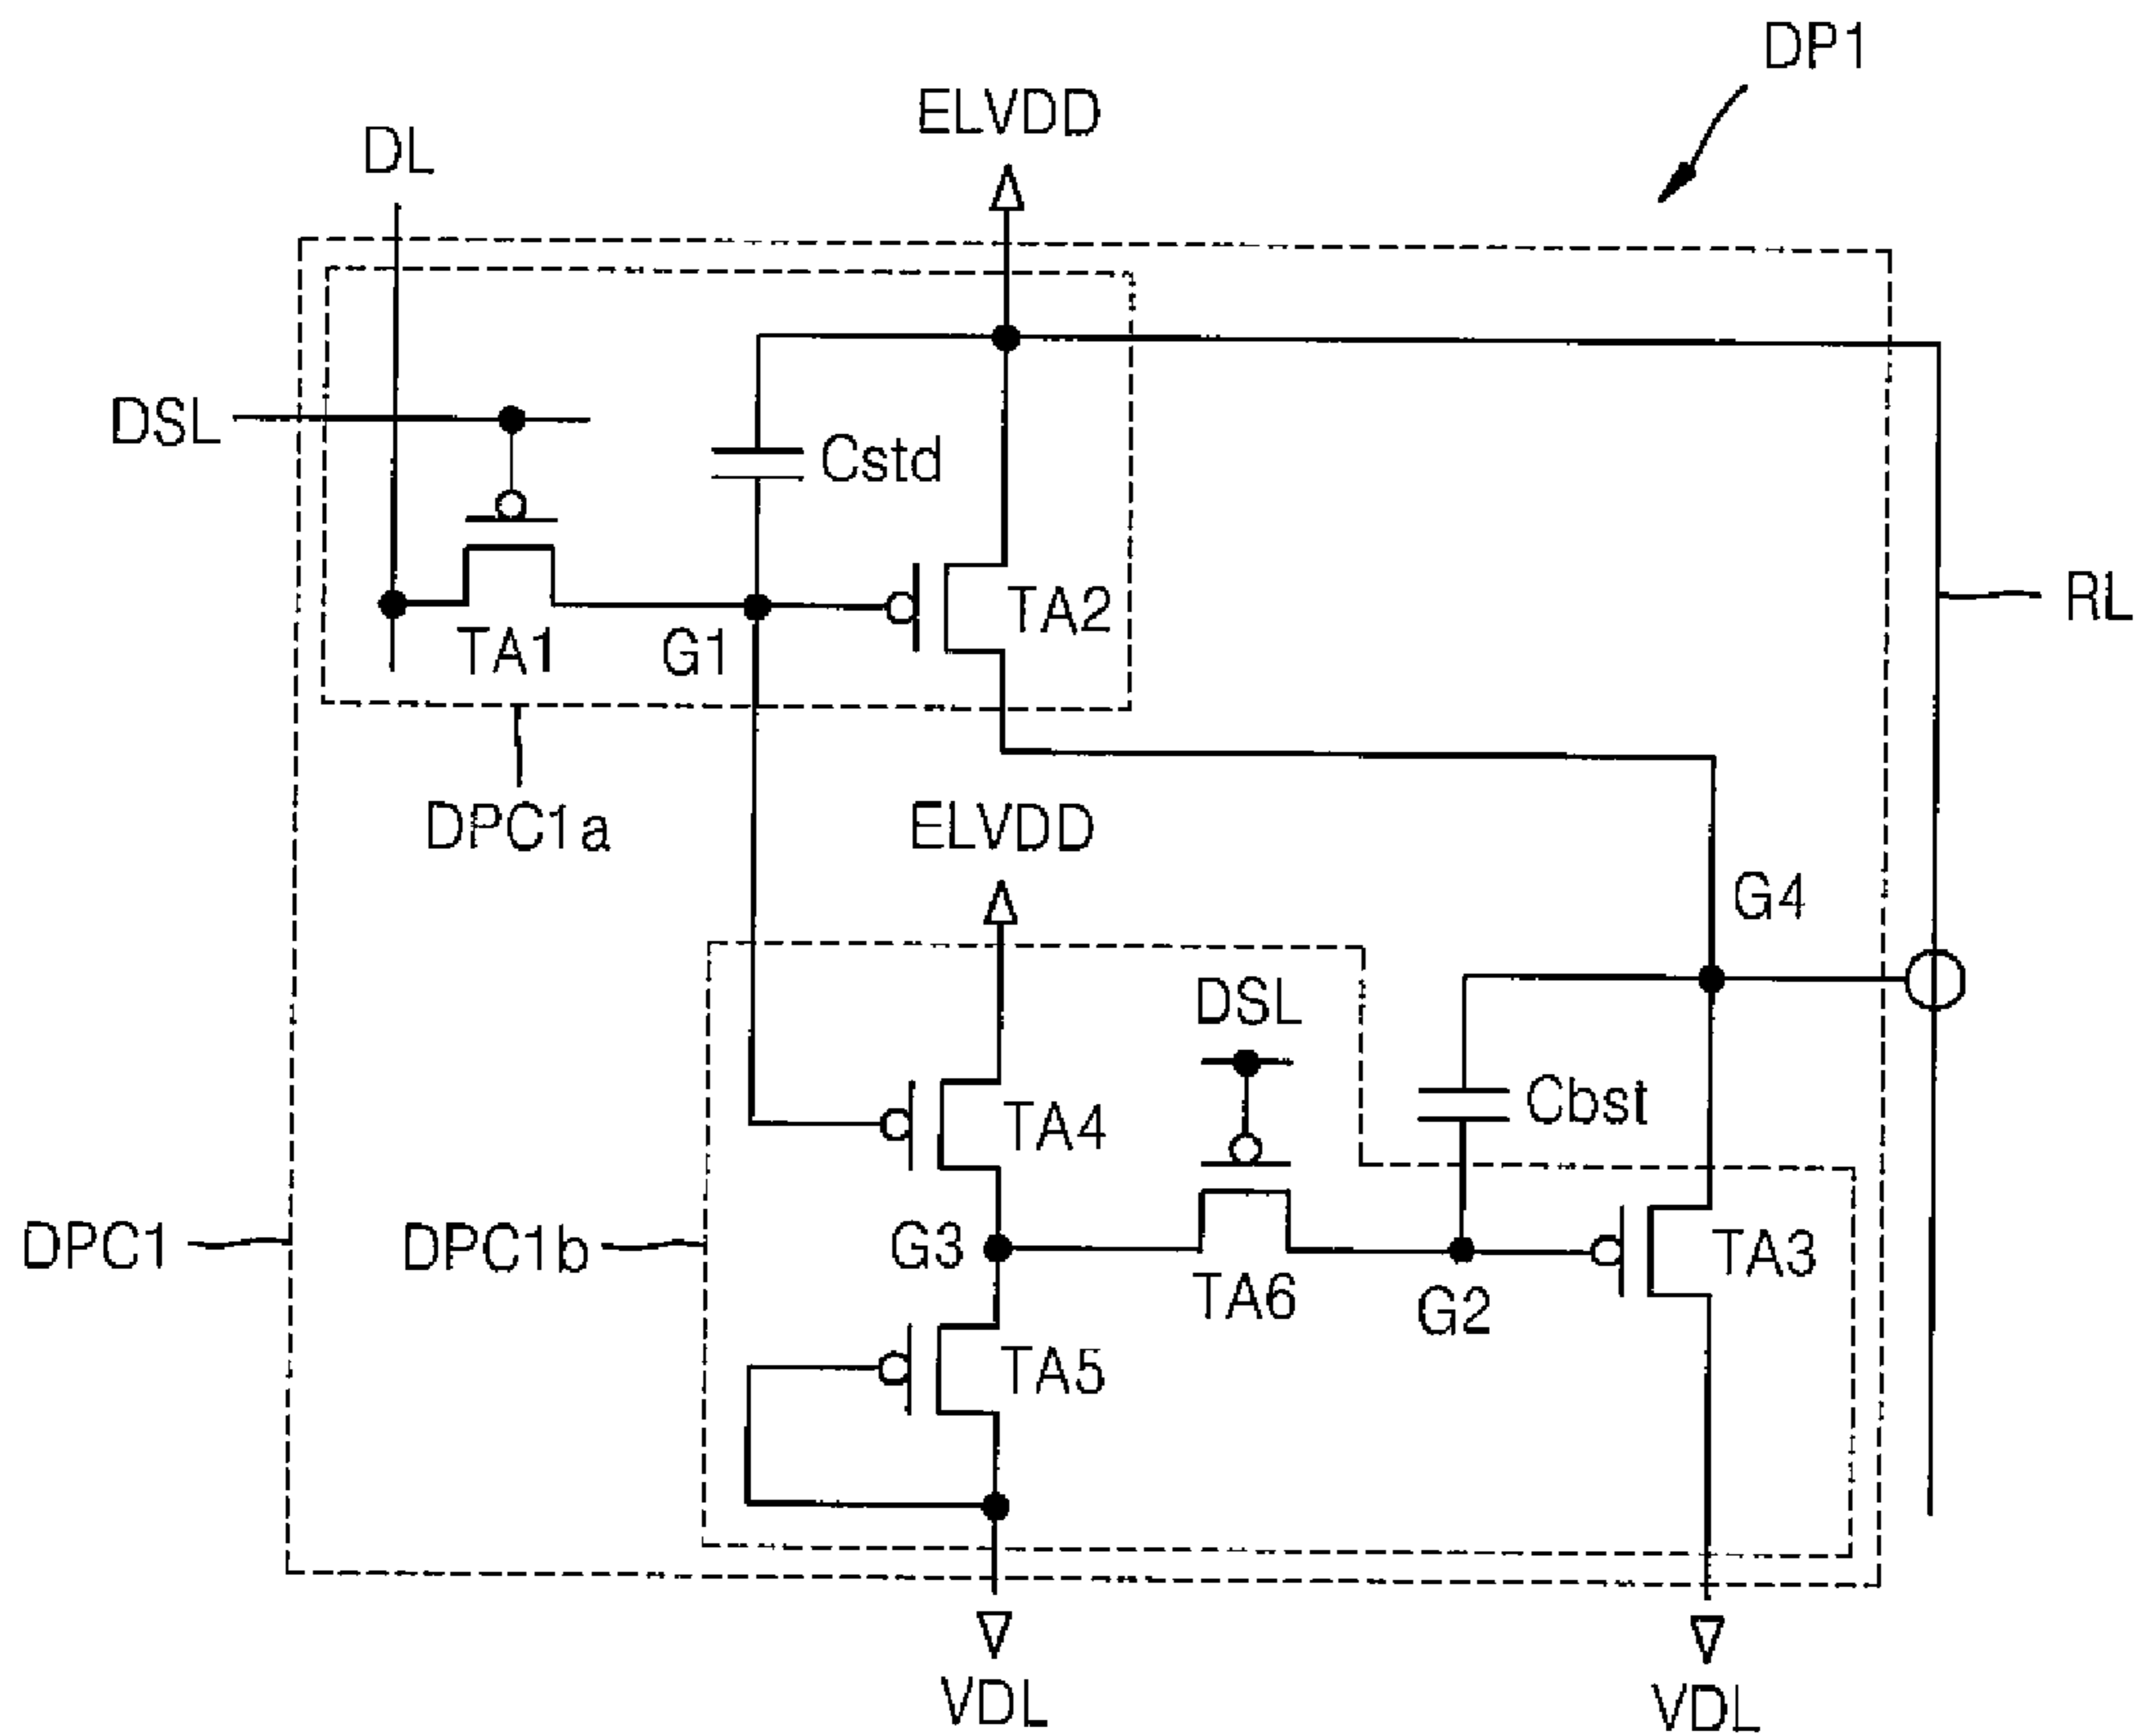 DP1
ELVDD
DL
DSL
Cstd
TA2
RL
TA1
G1
DPC1a
ELVDD
G4
DSL
Cbst
TA4
DPC1
DPC1b
G3
TA6
G2
TA3
TA5
VDL
VDL